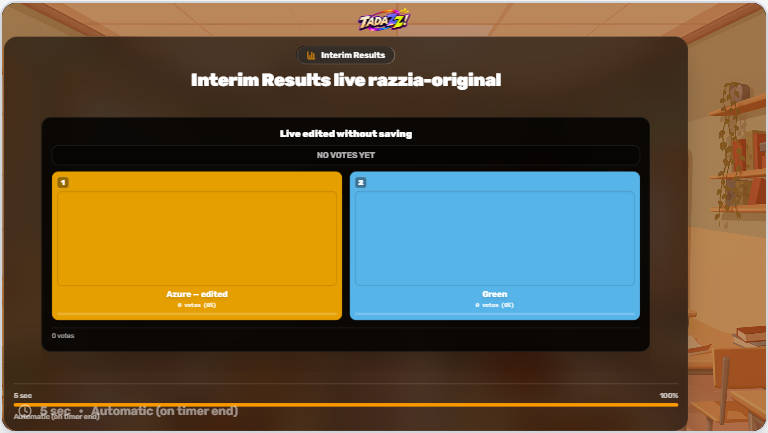 TADAZZ!
Interim Results
Interim Results live razzia-original
Live edited without saving
NO VOTES YET
1
2
Azure – edited
Green
0 votes (0%)
0 votes (0%)
0 votes
5 sec
100%
5 sec • Automatic (on timer end)
Automatic (on timer end)